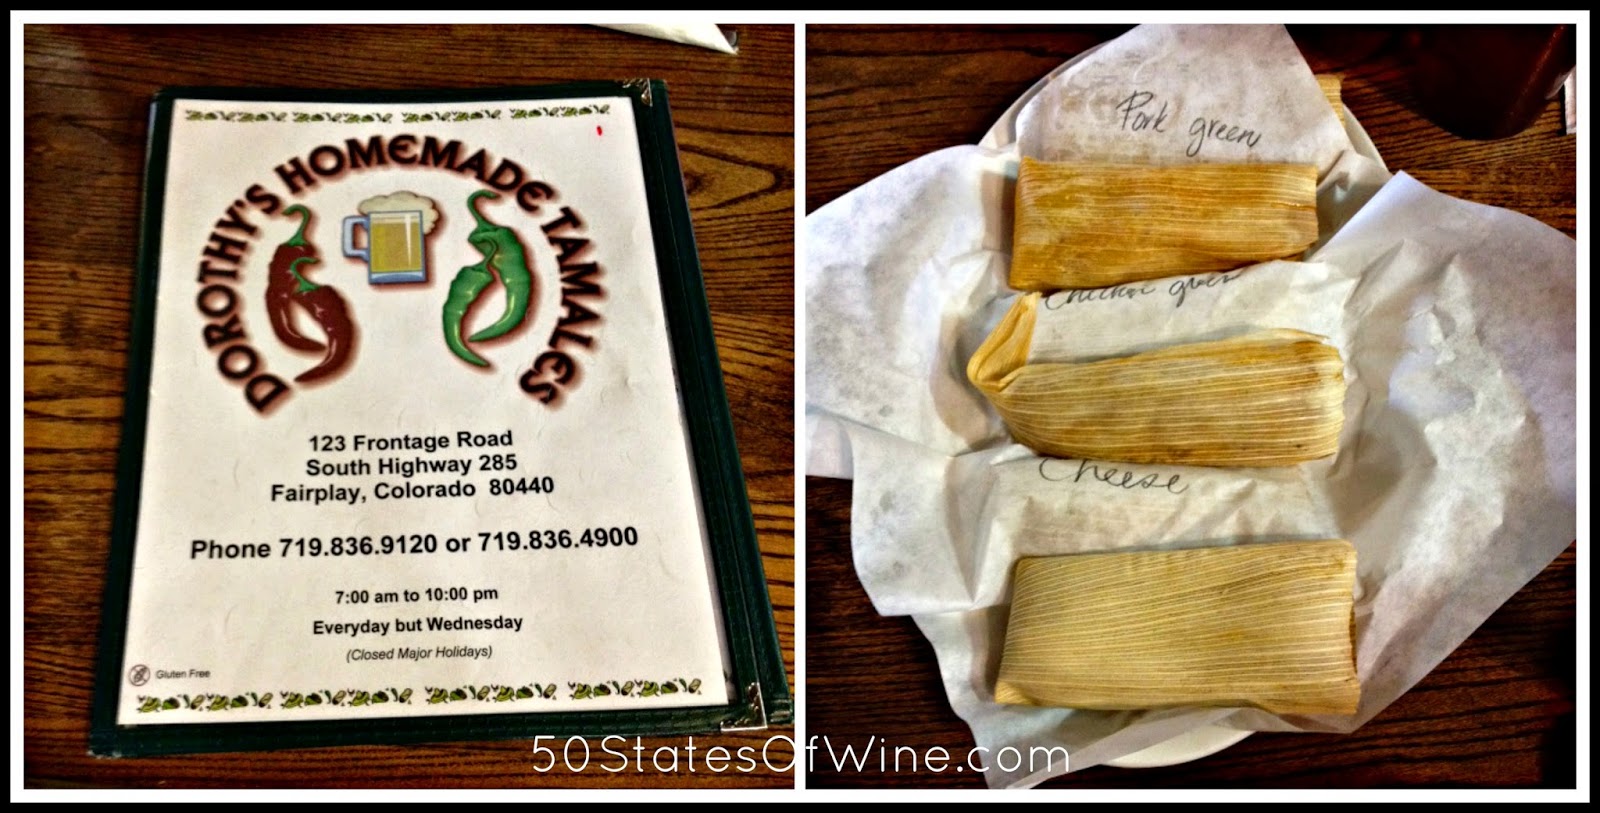 DOROTHY'S HOMEMADE TAMALES
123 Frontage Road
South Highway 285
Fairplay, Colorado 80440
Phone 719.836.9120 or 719.836.4900
7:00 am to 10:00 pm
Everyday but Wednesday
(Closed Major Holidays)
Gluten Free
Pork green
Chicken green
Cheese
50StatesOfWine.com